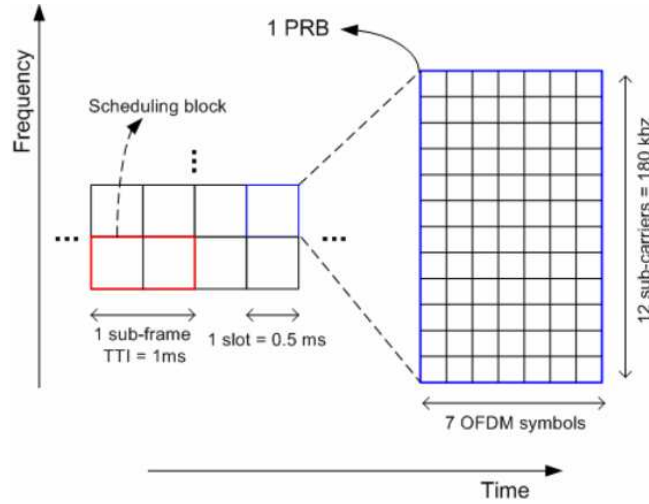 1 PRB
Frequency
Scheduling block
...
...
...
12 sub-carriers = 180 khz
1 sub-frame
TTI = 1ms
1 slot = 0.5 ms
7 OFDM symbols
Time